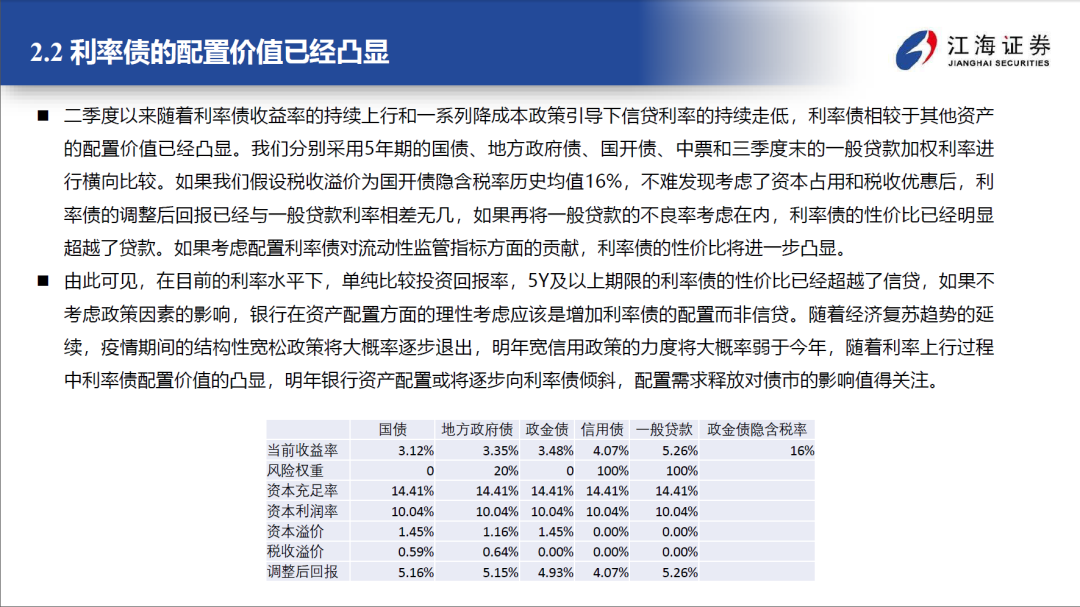 2.2 利率债的配置价值已经凸显
江海证券
JIANGHAI SECURITIES
■ 二季度以来随着利率债收益率的持续上行和一系列降成本政策引导下信贷利率的持续走低，利率债相较于其他资产
的配置价值已经凸显。我们分别采用5年期的国债、地方政府债、国开债、中票和三季度末的一般贷款加权利率进
行横向比较。如果我们假设税收溢价为国开债隐含税率历史均值16%，不难发现考虑了资本占用和税收优惠后，利
率债的调整后回报已经与一般贷款利率相差无几，如果再将一般贷款的不良率考虑在内，利率债的性价比已经明显
超越了贷款。如果考虑配置利率债对流动性监管指标方面的贡献，利率债的性价比将进一步凸显。
■ 由此可见，在目前的利率水平下，单纯比较投资回报率，5Y及以上期限的利率债的性价比已经超越了信贷，如果不
考虑政策因素的影响，银行在资产配置方面的理性考虑应该是增加利率债的配置而非信贷。随着经济复苏趋势的延
续，疫情期间的结构性宽松政策将大概率逐步退出，明年宽信用政策的力度将大概率弱于今年，随着利率上行过程
中利率债配置价值的凸显，明年银行资产配置或将逐步向利率债倾斜，配置需求释放对债市的影响值得关注。
国债 地方政府债 政金债 信用债 一般贷款 政金债隐含税率
当前收益率 3.12% 3.35% 3.48% 4.07% 5.26% 16%
风险权重 0 20% 0 100% 100%
资本充足率 14.41% 14.41% 14.41% 14.41% 14.41%
资本利润率 10.04% 10.04% 10.04% 10.04% 10.04%
资本溢价 1.45% 1.16% 1.45% 0.00% 0.00%
税收溢价 0.59% 0.64% 0.00% 0.00% 0.00%
调整后回报 5.16% 5.15% 4.93% 4.07% 5.26%